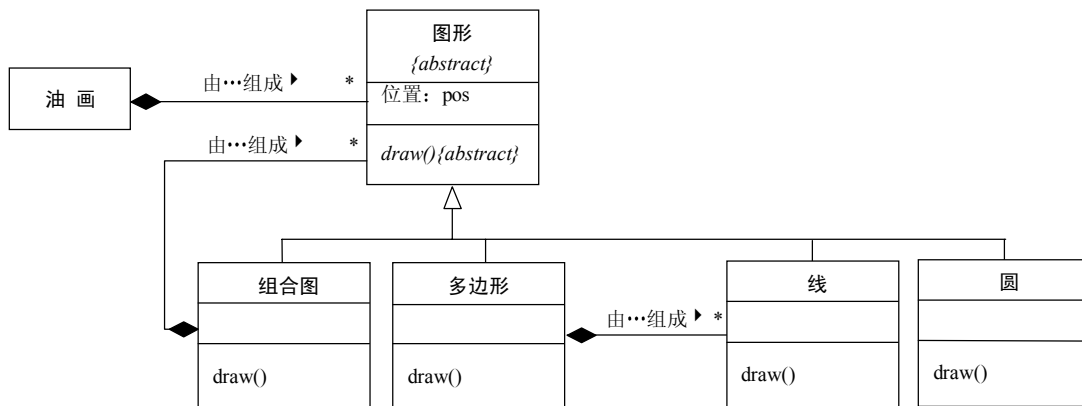 图形
{abstract}
位置：pos
draw(){abstract}
油 画
由…组成 *
由…组成 *
组合图
draw()
多边形
draw()
由…组成 *
线
draw()
圆
draw()